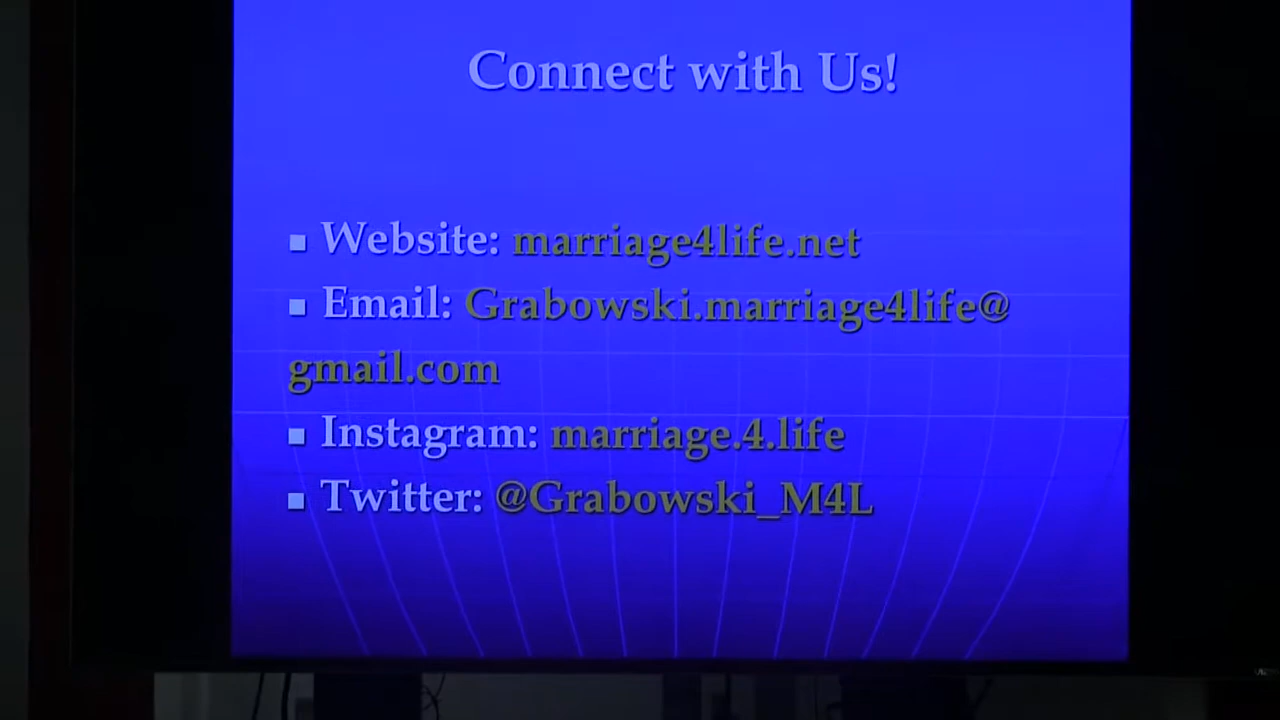 Connect with Us!
▪ Website: marriage4life.net
▪ Email: Grabowski.marriage4life@
gmail.com
▪ Instagram: marriage.4.life
▪ Twitter: @Grabowski_M4L